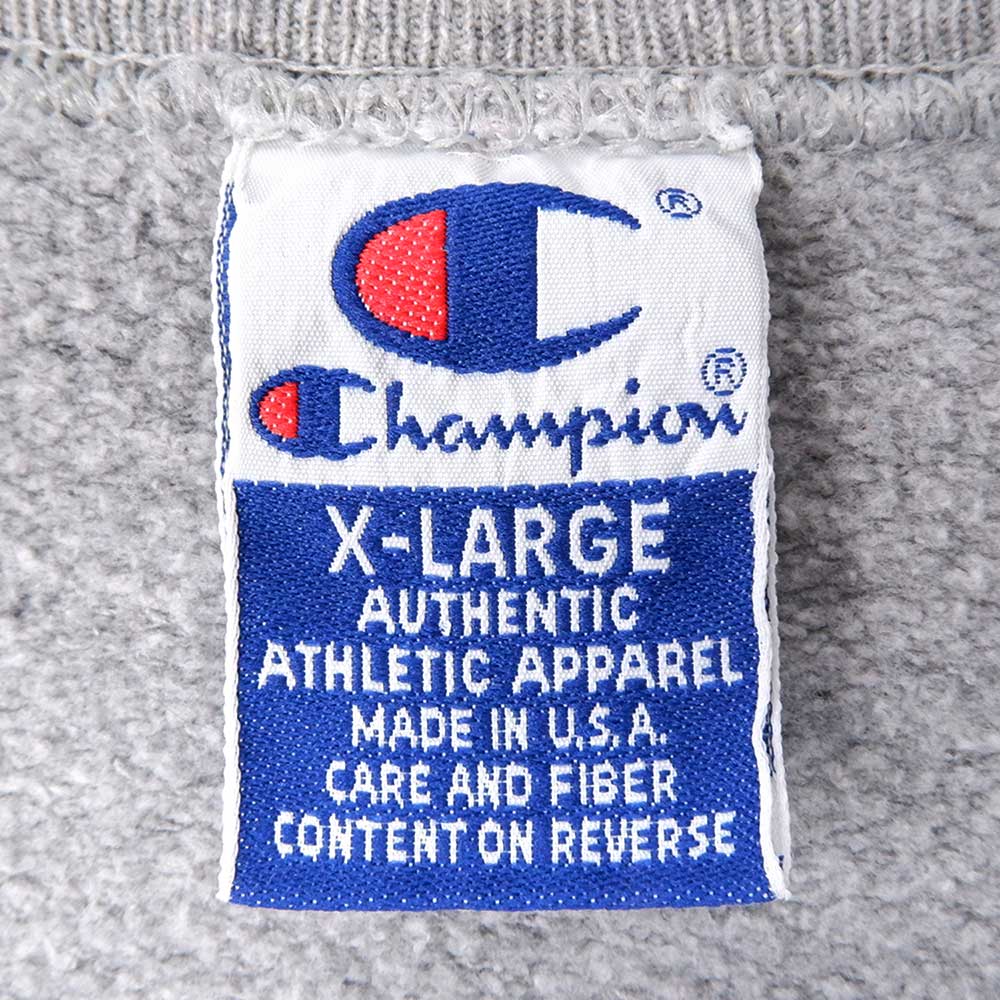 ®
Champion®
X-LARGE
AUTHENTIC
ATHLETIC APPAREL
MADE IN U.S.A.
CARE AND FIBER
CONTENT ON REVERSE